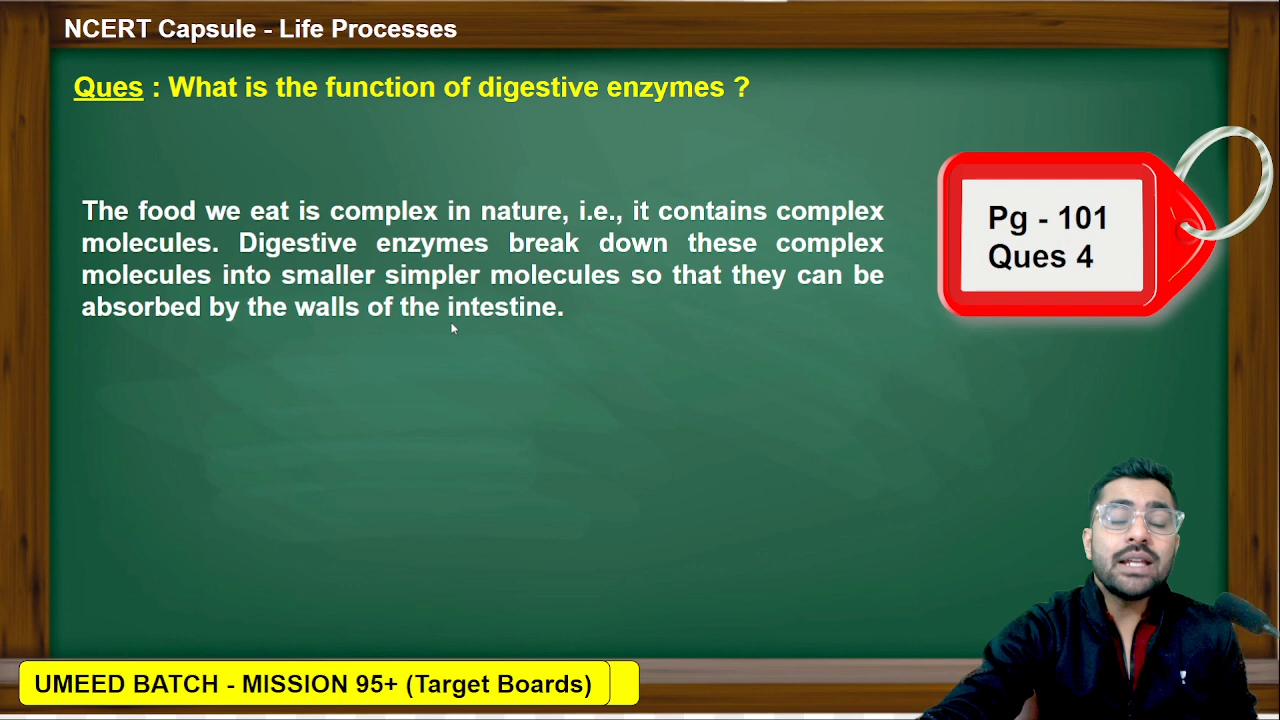 NCERT Capsule - Life Processes
Ques : What is the function of digestive enzymes ?
The food we eat is complex in nature, i.e., it contains complex
molecules. Digestive enzymes break down these complex
molecules into smaller simpler molecules so that they can be
absorbed by the walls of the intestine.
Pg - 101
Ques 4
UMEED BATCH - MISSION 95+ (Target Boards)